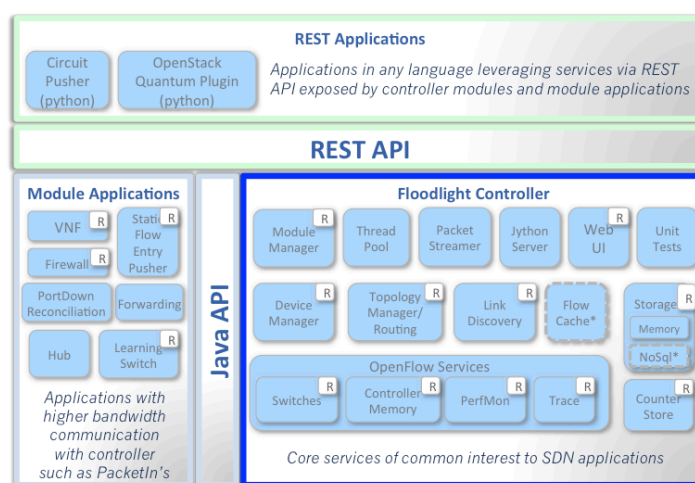 REST Applications
Circuit
Pusher
(python)
OpenStack
Quantum Plugin
(python)
Applications in any language leveraging services via REST
API exposed by controller modules and module applications
REST API
Module Applications
VNF
R
Static
R
Flow
Entry
Pusher
Firewall
R
PortDown
Reconciliation
Forwarding
Hub
Learning
Switch
R
Applications with
higher bandwidth
communication
with controller
such as PacketIn's
Java API
Floodlight Controller
Module
Manager
R
Thread
Pool
Packet
Streamer
Jython
Server
Web
UI
R
Unit
Tests
Device
Manager
R
Topology
Manager/
Routing
R
Link
Discovery
R
Flow
Cache*
Storage
R
Memory
NoSql*
OpenFlow Services
Switches
R
Controller
Memory
R
PerfMon
R
Trace
R
Counter
Store
R
Core services of common interest to SDN applications